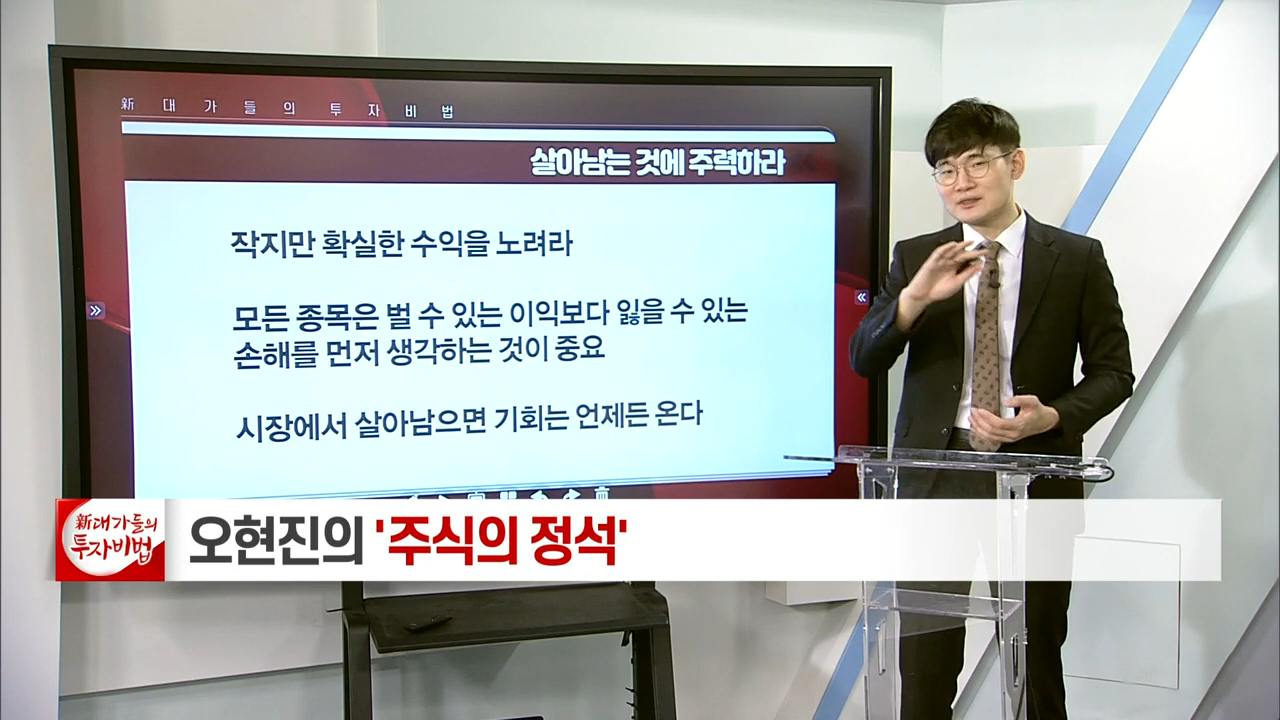 新 대 가 들 의 투 자 비 법
살아남는 것에 주력하라
작지만 확실한 수익을 노려라
모든 종목은 벌 수 있는 이익보다 잃을 수 있는
손해를 먼저 생각하는 것이 중요
시장에서 살아남으면 기회는 언제든 온다
新대가들의
투자비법
오현진의 '주식의 정석'